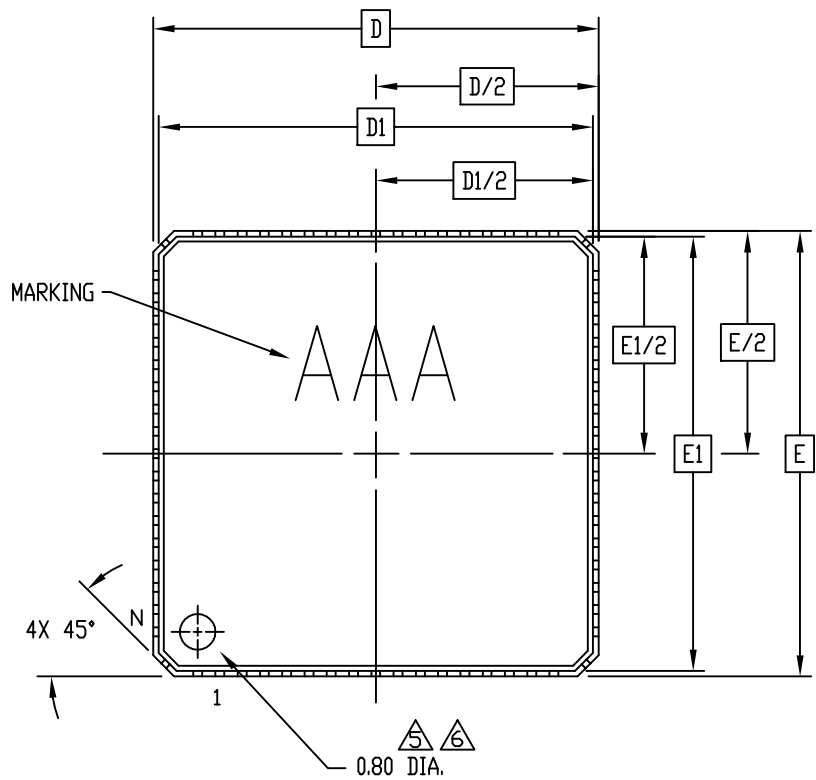 D
D/2
D1
D1/2
MARKING
AAA
E1/2
E/2
E1
E
4X 45°
N
1
5 6
0.80 DIA.